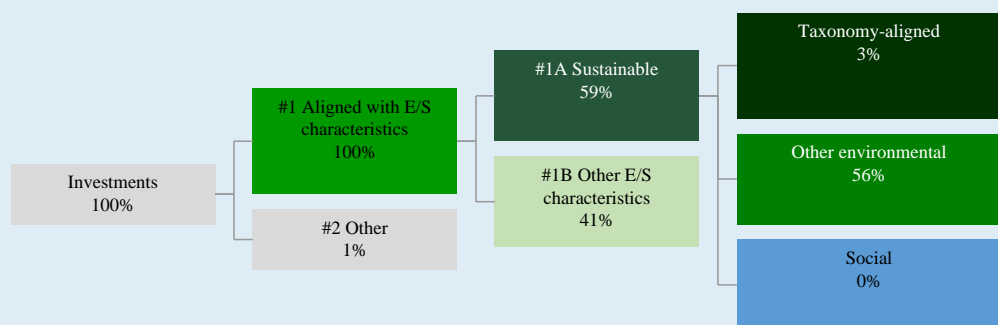 Investments
100%
#1 Aligned with E/S
characteristics
100%
#2 Other
1%
#1A Sustainable
59%
#1B Other E/S
characteristics
41%
Taxonomy-aligned
3%
Other environmental
56%
Social
0%